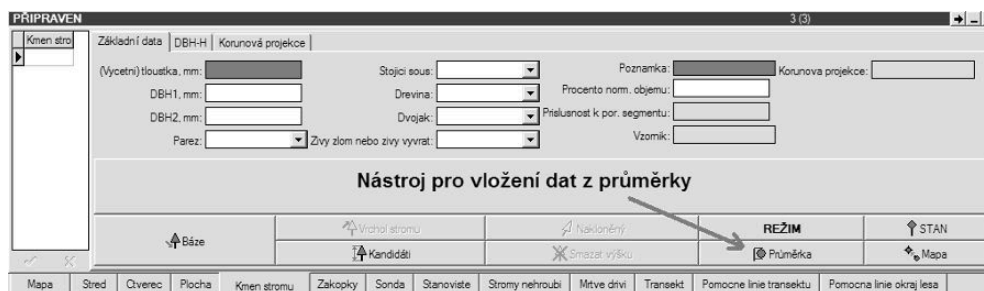 PŘIPRAVEN 3 (3)
Kmen stro
Základní data DBH-H Korunová projekce
(Vycetni) tloustka, mm: Stojici sous: Poznamka: Korunova projekce:
DBH1, mm: Drevina: Procento norm. objemu:
DBH2, mm: Dvojak: Prislusnost k por. segmentu:
Parez: Zivy zlom nebo zivy vyvrat: Vzornik:
Nástroj pro vložení dat z průměrky
Báze Vrchol stromu Nakloněný REŽIM STAN
Kandidáti Smazat výšku Průměrka Mapa
Mapa Stred Ctverec Plocha Kmen stromu Zakopky Sonda Stanoviste Stromy nehroubi Mrtve drivi Transekt Pomocne linie transektu Pomocna linie okraj lesa